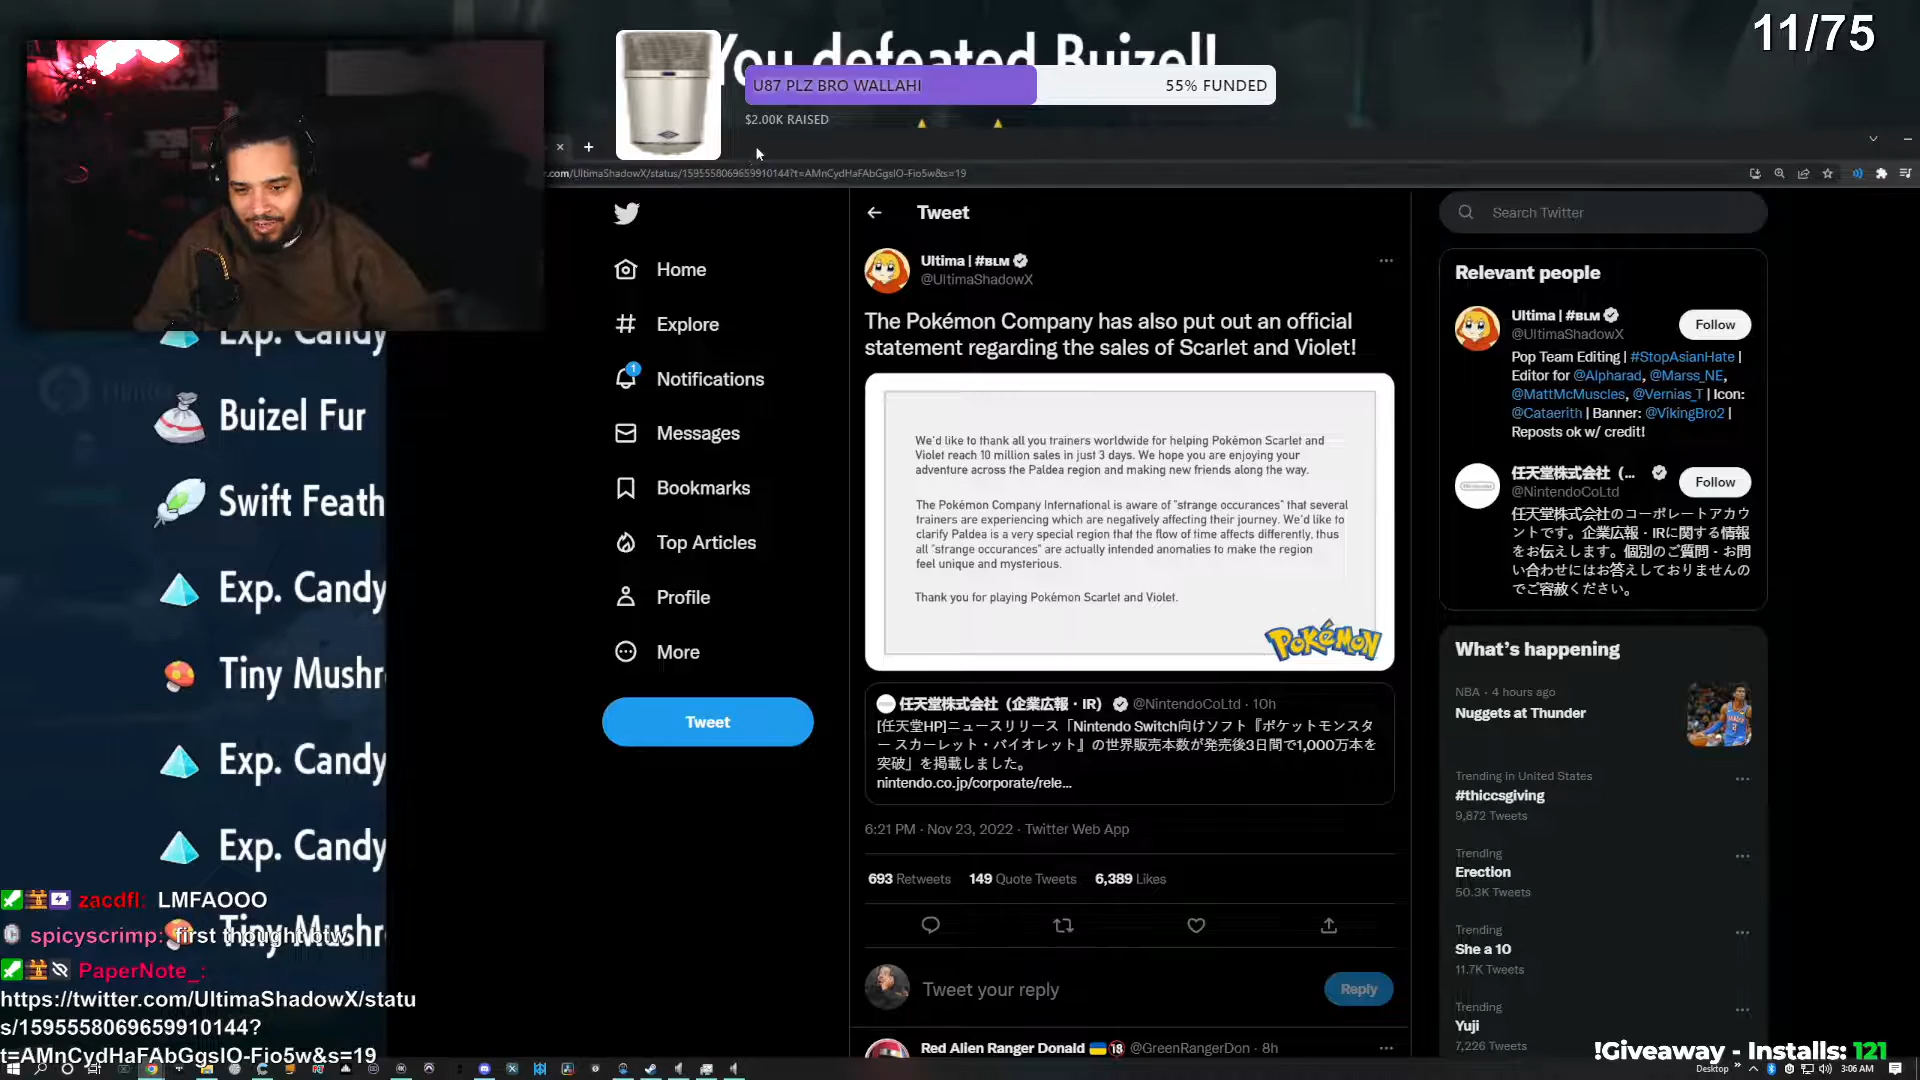 You defeated Buizel!
11/75
U87 PLZ BRO WALLAHI
55% FUNDED
$2.00K RAISED
.com/UltimaShadowX/status/1595558069659910144?t=AMnCydHaFAbGgsIO-Fjo5w&s=19
Home
Explore
1
Notifications
Messages
Bookmarks
Top Articles
Profile
More
Tweet
Tweet
Ultima | #BLM
@UltimaShadowX
The Pokémon Company has also put out an official
statement regarding the sales of Scarlet and Violet!
We'd like to thank all you trainers worldwide for helping Pokémon Scarlet and
Violet reach 10 million sales in just 3 days. We hope you are enjoying your
adventure across the Paldea region and making new friends along the way.
The Pokémon Company International is aware of "strange occurances" that several
trainers are experiencing which are negatively affecting their journey. We'd like to
clarify Paldea is a very special region that the flow of time affects differently, thus
all "strange occurances" are actually intended anomalies to make the region
feel unique and mysterious.
Thank you for playing Pokémon Scarlet and Violet.
POKéMON
任天堂株式会社（企業広報・IR） @NintendoCoLtd · 10h
[任天堂HP]ニュースリリース「Nintendo Switch向けソフト『ポケットモンスタ
ー スカーレット・バイオレット』の世界販売本数が発売後3日間で1,000万本を
突破」を掲載しました。
nintendo.co.jp/corporate/rele...
6:21 PM · Nov 23, 2022 · Twitter Web App
693 Retweets 149 Quote Tweets 6,389 Likes
Tweet your reply
Reply
Red Alien Ranger Donald @GreenRangerDon · 8h
Search Twitter
Relevant people
Ultima | #BLM
@UltimaShadowX
Follow
Pop Team Editing | #StopAsianHate |
Editor for @Alpharad, @Marss_NE,
@MattMcMuscles, @Vernias_T | Icon:
@Cataerith | Banner: @VikingBro2 |
Reposts ok w/ credit!
任天堂株式会社（...
@NintendoCoLtd
Follow
任天堂株式会社のコーポレートアカウ
ントです。企業広報・IRに関する情報
をお伝えします。個別のご質問・お問
い合わせにはお答えしておりませんの
でご容赦ください。
What's happening
NBA · 4 hours ago
Nuggets at Thunder
Trending in United States
#thiccsgiving
9,872 Tweets
Trending
Erection
50.3K Tweets
Trending
She a 10
11.7K Tweets
Trending
Yuji
7,226 Tweets
Exp. Candy
Buizel Fur
Swift Feath
Exp. Candy
Tiny Mushr
Exp. Candy
Exp. Candy
Tiny Mushr
zacdfl: LMFAOOO
spicyscrimp: first thought btw
PaperNote_:
https://twitter.com/UltimaShadowX/statu
s/1595558069659910144?
t=AMnCydHaFAbGgsIO-Fjo5w&s=19
!Giveaway - Installs: 121
Desktop
3:06 AM